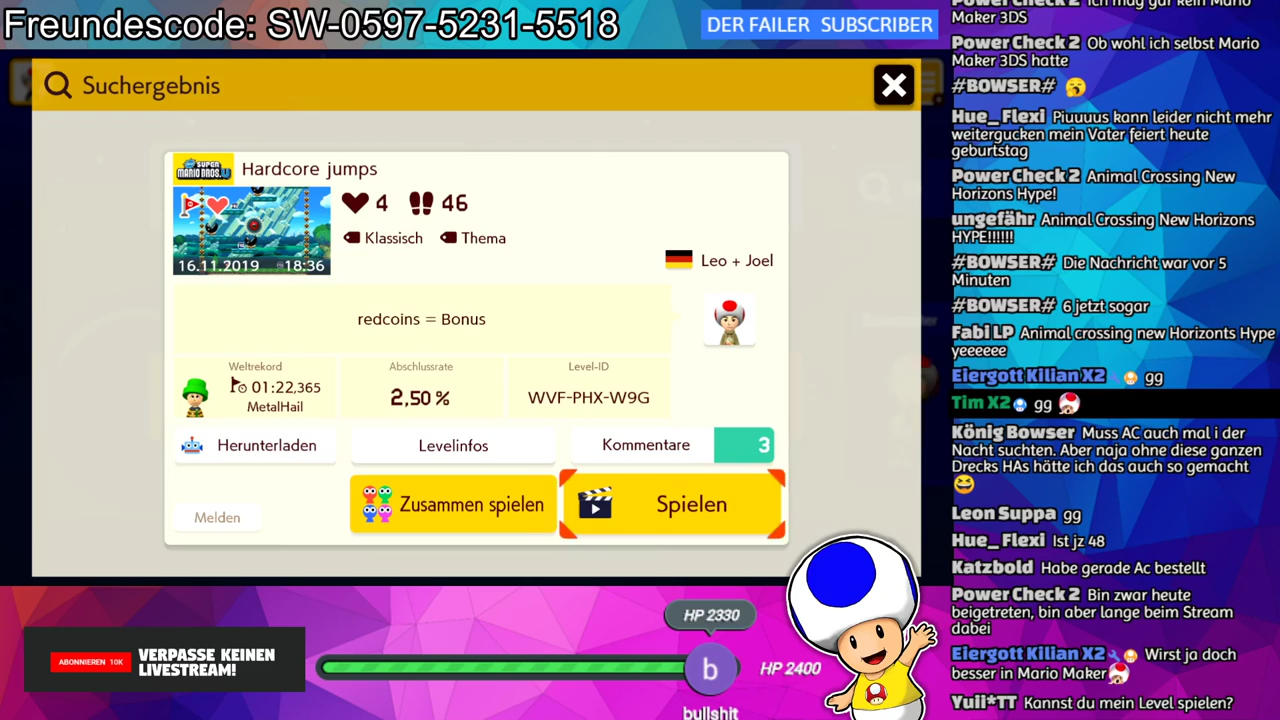 Freundescode: SW-0597-5231-5518
DER FAILER SUBSCRIBER
Suchergebnis
SUPER
MARIO BROS. U
Hardcore jumps
4 46
Klassisch Thema
16.11.2019 18:36
Leo + Joel
redcoins = Bonus
Weltrekord
01:22,365
MetalHail
Abschlussrate
2,50 %
Level-ID
WVF-PHX-W9G
Herunterladen
Levelinfos
Kommentare 3
Melden
Zusammen spielen
Spielen
ABONNIEREN 10K
VERPASSE KEINEN
LIVESTREAM!
HP 2330
b
HP 2400
bullshit
Power Check 2 Ich mag gar kein Mario
Maker 3DS
Power Check 2 Ob wohl ich selbst Mario
Maker 3DS hatte
#BOWSER#
Hue_Flexi Piuuuus kann leider nicht mehr
weitergucken mein Vater feiert heute
geburtstag
Power Check 2 Animal Crossing New
Horizons Hype!
ungefähr Animal Crossing New Horizons
HYPE!!!!!!
#BOWSER# Die Nachricht war vor 5
Minuten
#BOWSER# 6 jetzt sogar
Fabi LP Animal crossing new Horizonts Hype
yeeeeee
Eiergott Kilian X2 gg
Tim X2 gg
König Bowser Muss AC auch mal i der
Nacht suchten. Aber naja ohne diese ganzen
Drecks HAs hätte ich das auch so gemacht
Leon Suppa gg
Hue_Flexi Ist jz 48
Katzbold Habe gerade Ac bestellt
Power Check 2 Bin zwar heute
beigetreten, bin aber lange beim Stream
dabei
Eiergott Kilian X2 Wirst ja doch
besser in Mario Maker
Yuii*TT Kannst du mein Level spielen?